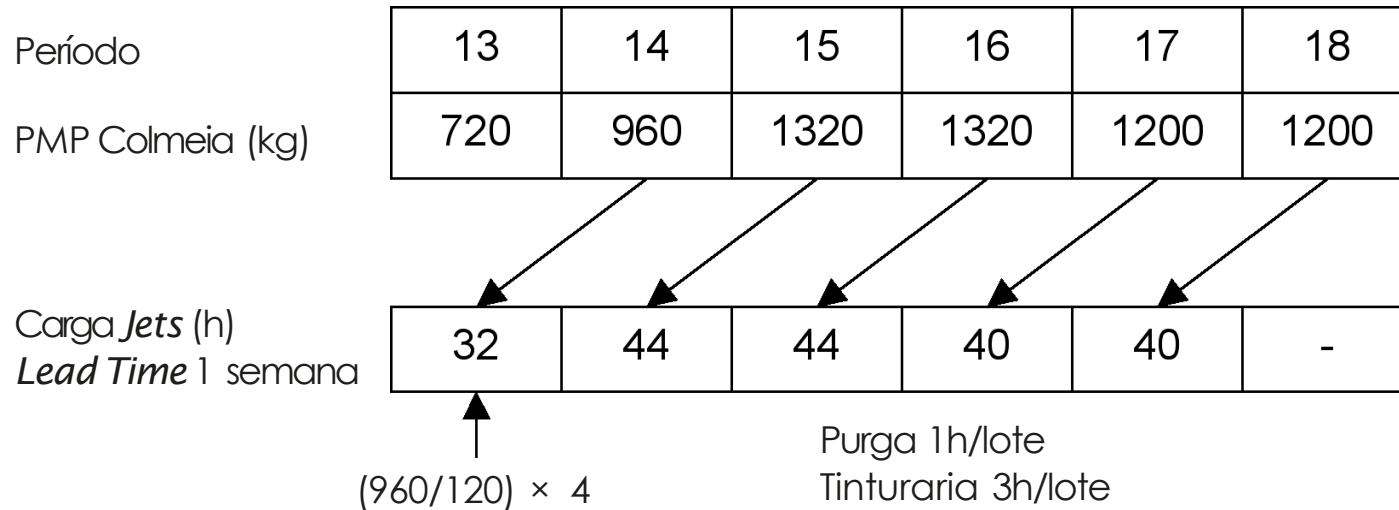 Período 13 14 15 16 17 18
PMP Colmeia (kg) 720 960 1320 1320 1200 1200
Carga Jets (h)
Lead Time 1 semana 32 44 44 40 40 -
(960/120) × 4
Purga 1h/lote
Tinturaria 3h/lote